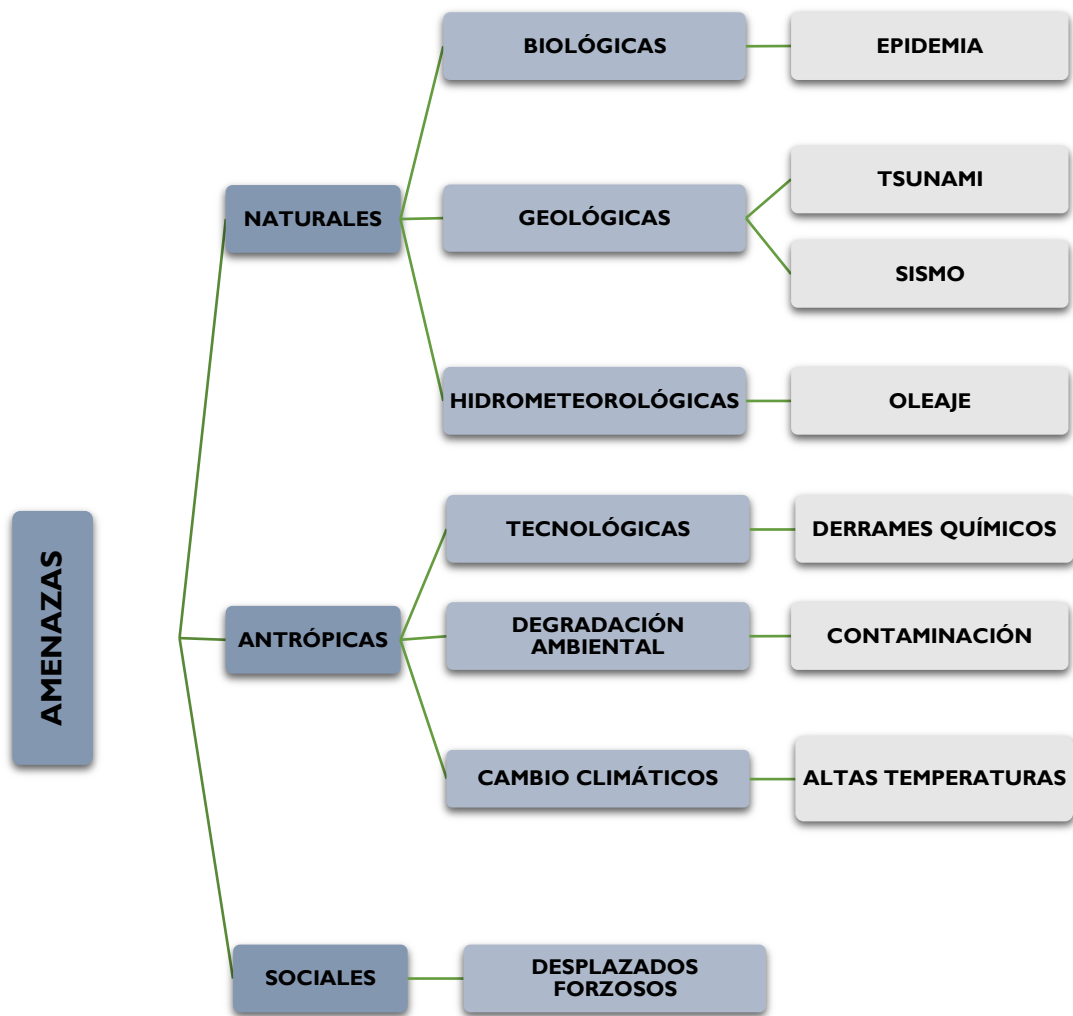 BIOLÓGICAS
EPIDEMIA
TSUNAMI
NATURALES
GEOLÓGICAS
SISMO
HIDROMETEOROLÓGICAS
OLEAJE
AMENAZAS
TECNOLÓGICAS
DERRAMES QUÍMICOS
ANTRÓPICAS
DEGRADACIÓN
AMBIENTAL
CONTAMINACIÓN
CAMBIO CLIMÁTICOS
ALTAS TEMPERATURAS
SOCIALES
DESPLAZADOS
FORZOSOS